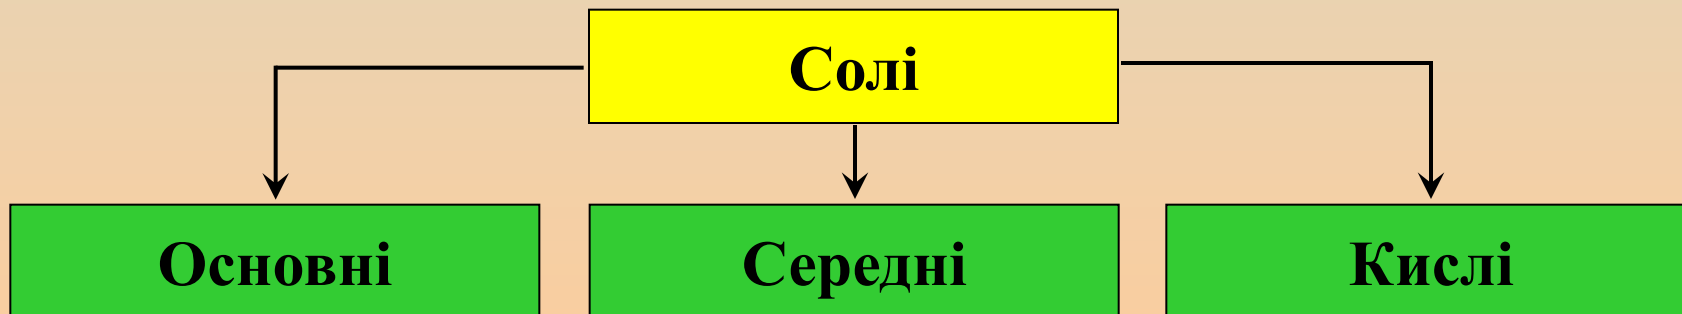 Солі
Основні
Середні
Кислі